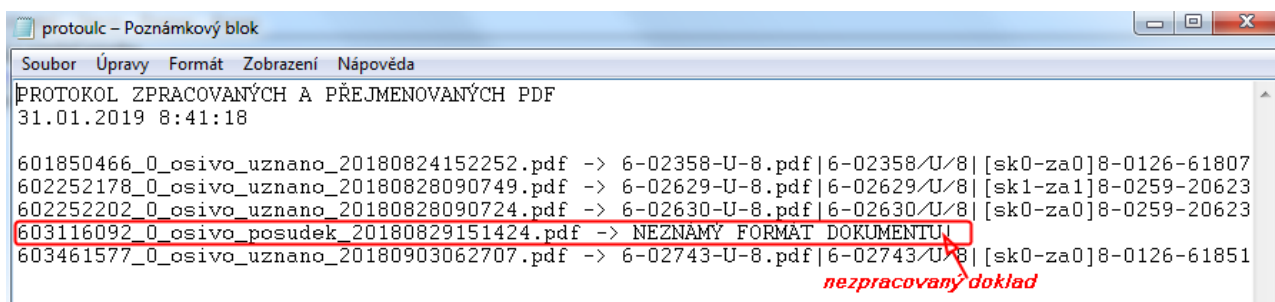 protoulc – Poznámkový blok
Soubor Úpravy Formát Zobrazení Nápověda
PROTOKOL ZPRACOVANÝCH A PŘEJMENOVANÝCH PDF
31.01.2019 8:41:18
601850466_0_osivo_uznano_20180824152252.pdf -> 6-02358-U-8.pdf|6-02358/U/8|[sk0-za0]8-0126-61807
602252178_0_osivo_uznano_20180828090749.pdf -> 6-02629-U-8.pdf|6-02629/U/8|[sk1-za1]8-0259-20623
602252202_0_osivo_uznano_20180828090724.pdf -> 6-02630-U-8.pdf|6-02630/U/8|[sk0-za0]8-0259-20623
603116092_0_osivo_posudek_20180829151424.pdf -> NEZNÁMÝ FORMÁT DOKUMENTU!
603461577_0_osivo_uznano_20180903062707.pdf -> 6-02743-U-8.pdf|6-02743/U/8|[sk0-za0]8-0126-61851
nezpracovaný doklad